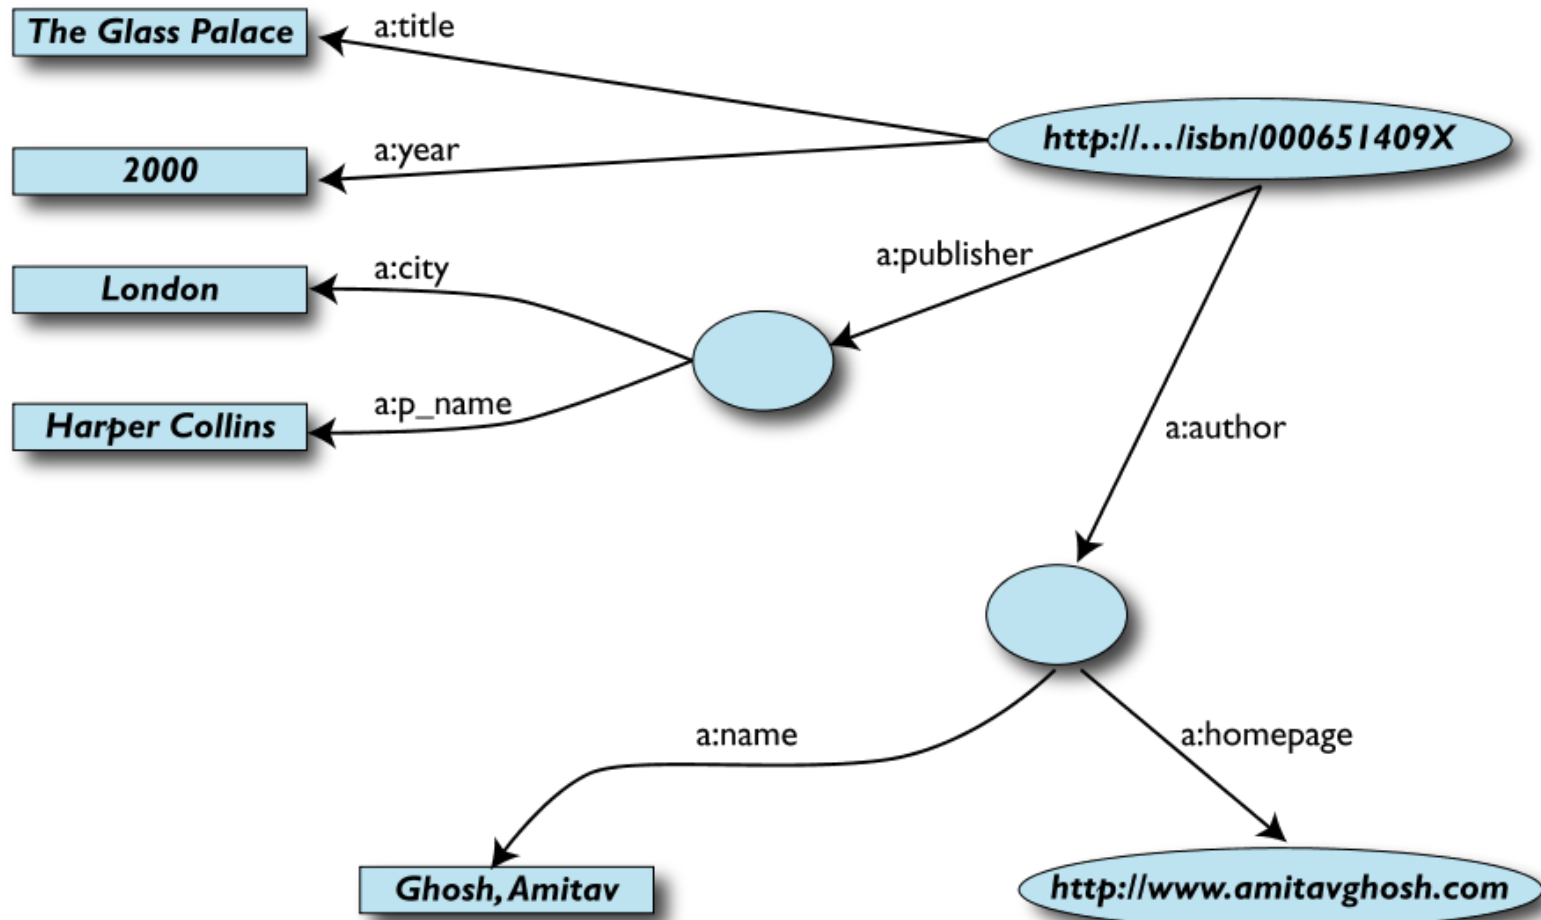 The Glass Palace
a:title
http://.../isbn/000651409X
2000
a:year
London
a:city
a:publisher
Harper Collins
a:p_name
a:author
a:name
a:homepage
Ghosh, Amitav
http://www.amitavghosh.com